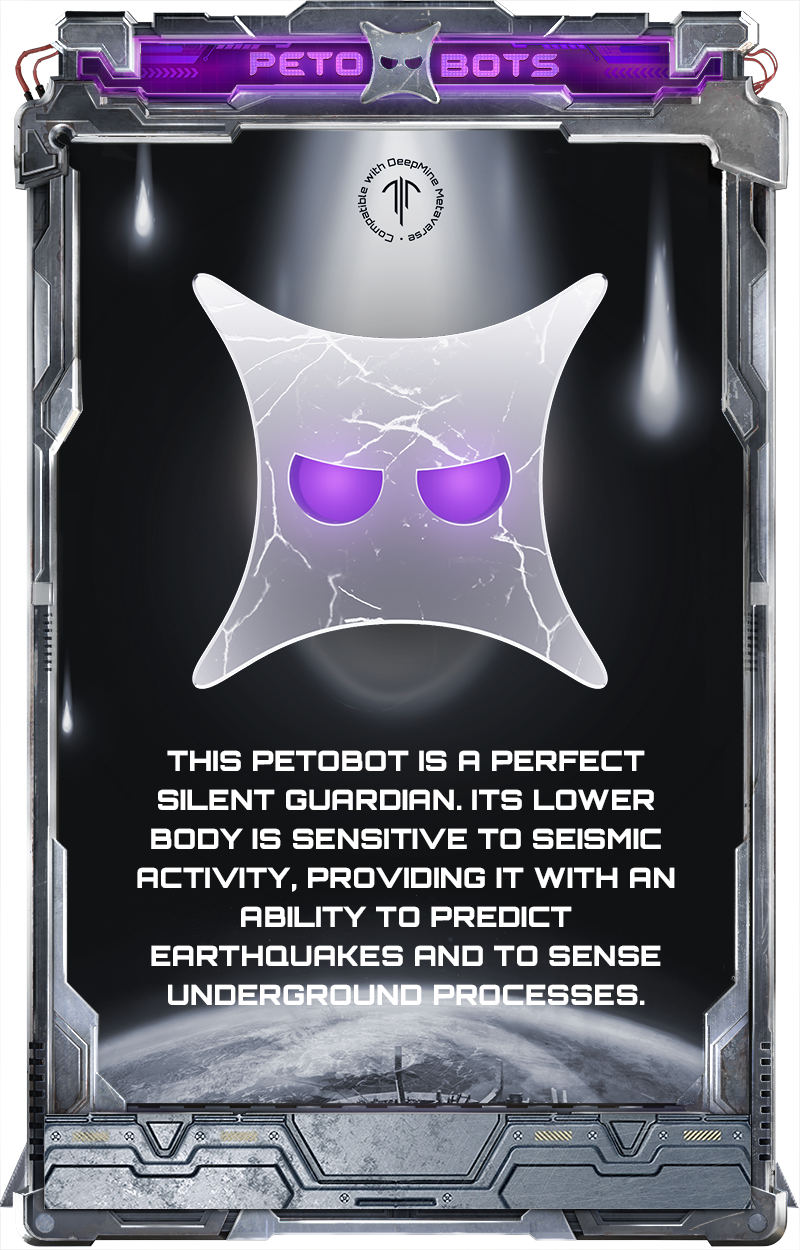 PETO BOTS
Compatible with DeepMine Metaverse •
THIS PETOBOT IS A PERFECT
SILENT GUARDIAN. ITS LOWER
BODY IS SENSITIVE TO SEISMIC
ACTIVITY, PROVIDING IT WITH AN
ABILITY TO PREDICT
EARTHQUAKES AND TO SENSE
UNDERGROUND PROCESSES.